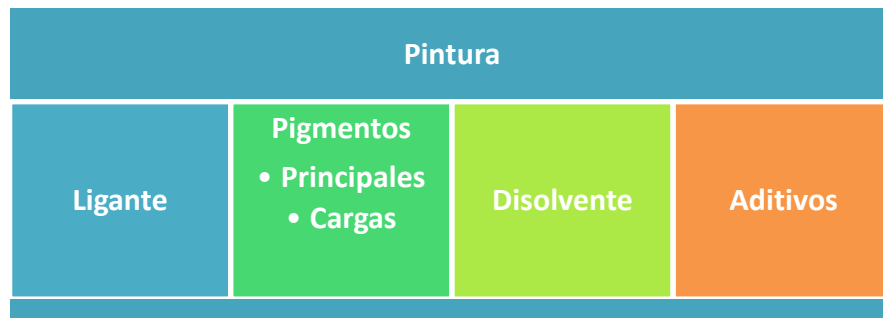 Pintura
Ligante
Pigmentos
• Principales
• Cargas
Disolvente
Aditivos